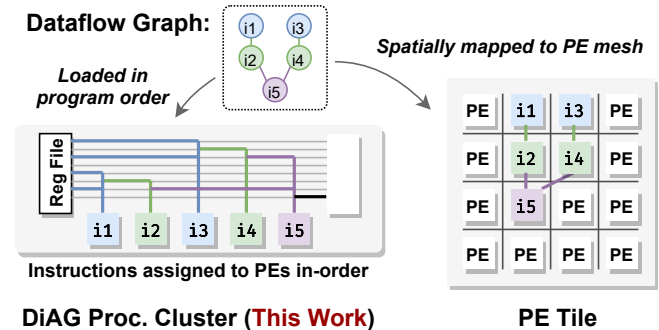 Dataflow Graph:
i1 i3
i2 i4
i5
Loaded in
program order
Spatially mapped to PE mesh
Reg File
i1 i2 i3 i4 i5
Instructions assigned to PEs in-order
DiAG Proc. Cluster (This Work)
PE i1 i3 PE
PE i2 i4 PE
PE i5 PE PE
PE PE PE PE
PE Tile